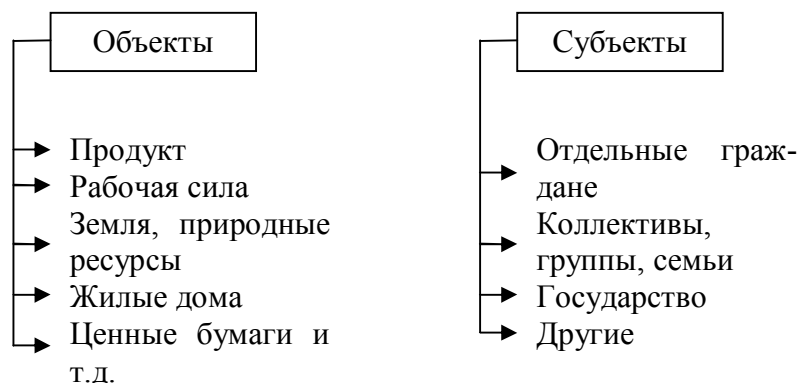 Объекты
Продукт
Рабочая сила
Земля, природные
ресурсы
Жилые дома
Ценные бумаги и
т.д.
Субъекты
Отдельные граж-
дане
Коллективы,
группы, семьи
Государство
Другие